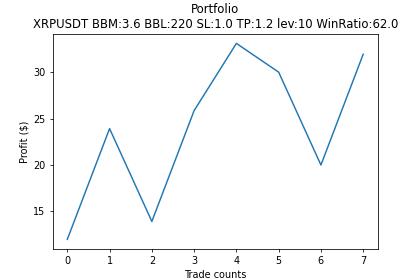 Portfolio
XRPUSDT BBM:3.6 BBL:220 SL:1.0 TP:1.2 lev:10 WinRatio:62.0
30
25
20
15
Profit ($)
0 1 2 3 4 5 6 7
Trade counts